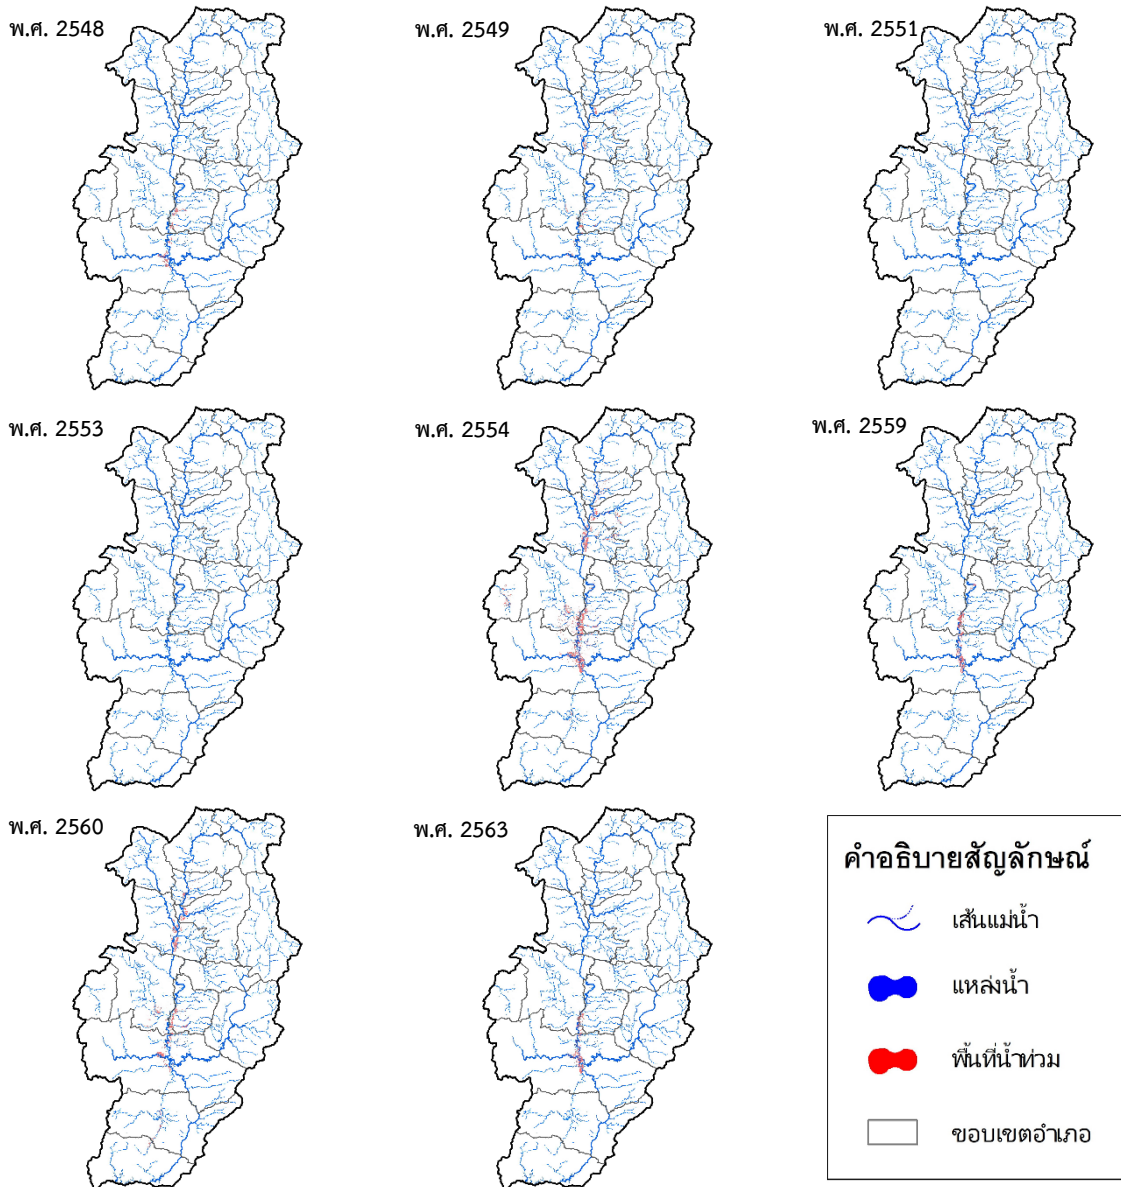 พ.ศ. 2548
พ.ศ. 2549
พ.ศ. 2551
พ.ศ. 2553
พ.ศ. 2554
พ.ศ. 2559
พ.ศ. 2560
พ.ศ. 2563
คำอธิบายสัญลักษณ์
เส้นแม่น้ำ
แหล่งน้ำ
พื้นที่น้ำท่วม
ขอบเขตอำเภอ